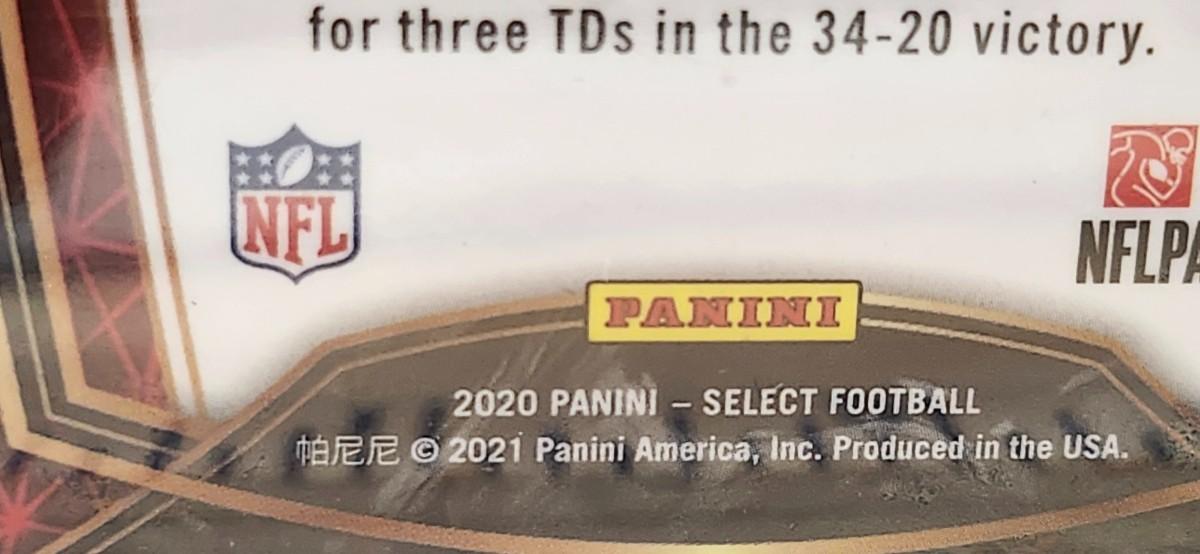 for three TDs in the 34-20 victory.
NFL
NFLPA
PANINI
2020 PANINI – SELECT FOOTBALL
帕尼尼 © 2021 Panini America, Inc. Produced in the USA.